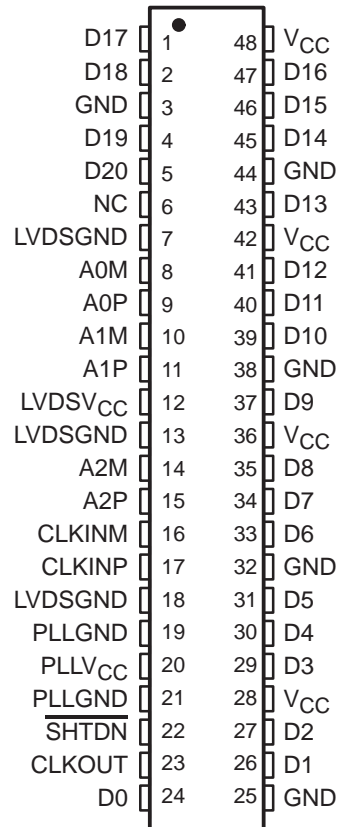 D17 1 48 VCC
D18 2 47 D16
GND 3 46 D15
D19 4 45 D14
D20 5 44 GND
NC 6 43 D13
LVDSGND 7 42 VCC
A0M 8 41 D12
A0P 9 40 D11
A1M 10 39 D10
A1P 11 38 GND
LVDSVCC 12 37 D9
LVDSGND 13 36 VCC
A2M 14 35 D8
A2P 15 34 D7
CLKINM 16 33 D6
CLKINP 17 32 GND
LVDSGND 18 31 D5
PLLGND 19 30 D4
PLLVCC 20 29 D3
PLLGND 21 28 VCC
SHTDN 22 27 D2
CLKOUT 23 26 D1
D0 24 25 GND